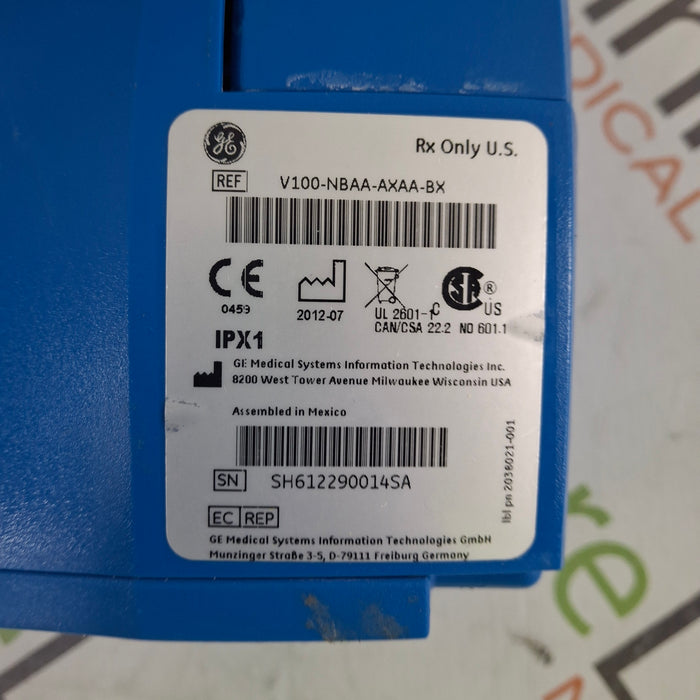 GE
Rx Only U.S.
REF V100-NBAA-AXAA-BX
CE
0459
2012-07
UL 2601-1
CAN/CSA 22.2 NO 601.1
C SA ® US
IPX1
GE Medical Systems Information Technologies Inc.
8200 West Tower Avenue Milwaukee Wisconsin USA
Assembled in Mexico
SN SH612290014SA
EC REP
GE Medical Systems Information Technologies GmbH
Munzinger Straße 3-5, D-79111 Freiburg Germany
lbl pn 2036021-001
DICAL
re